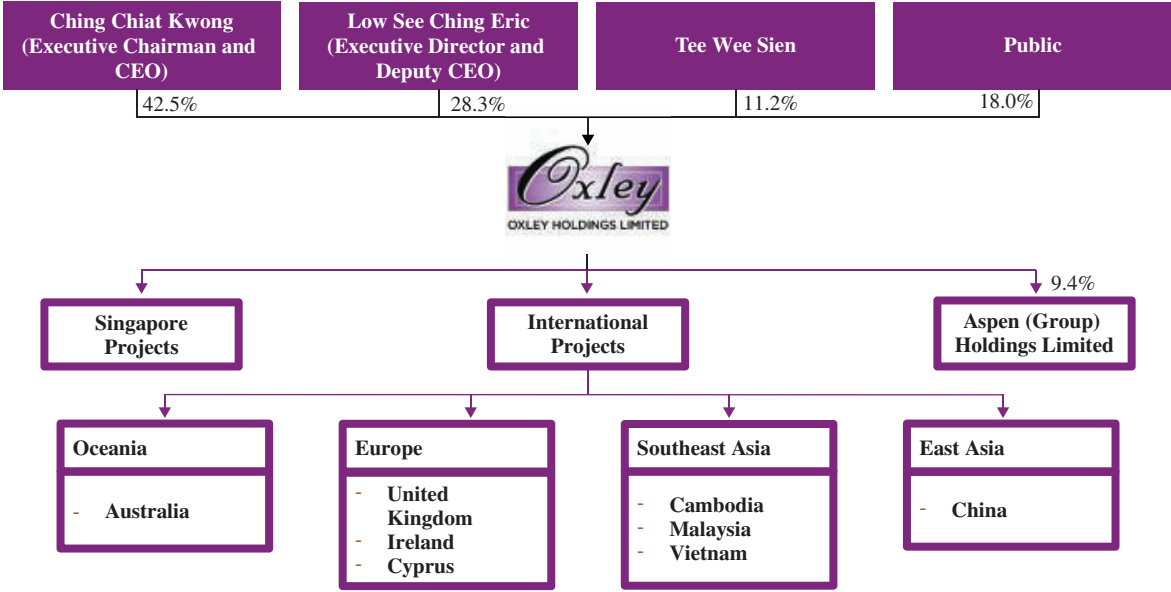 Ching Chiat Kwong
(Executive Chairman and
CEO)
Low See Ching Eric
(Executive Director and
Deputy CEO)
Tee Wee Sien
Public
42.5%
28.3%
11.2%
18.0%
Oxley
OXLEY HOLDINGS LIMITED
9.4%
Singapore
Projects
International
Projects
Aspen (Group)
Holdings Limited
Oceania
- Australia
Europe
- United
Kingdom
- Ireland
- Cyprus
Southeast Asia
- Cambodia
- Malaysia
- Vietnam
East Asia
- China